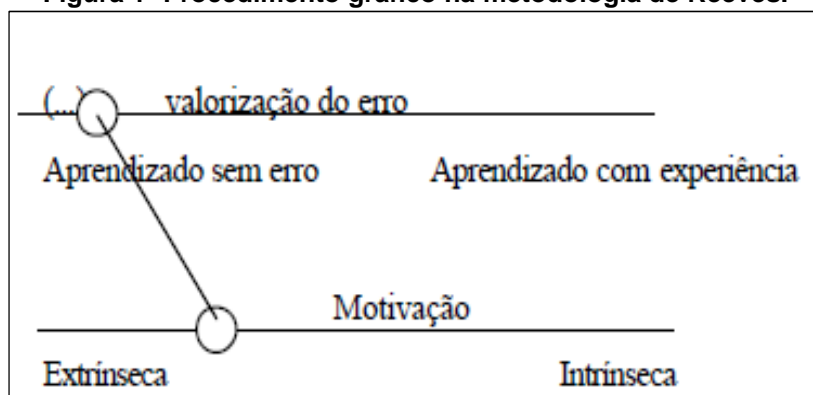 Figura 1- Procedimento gráfico na metodologia de Reeves.
(...) valorização do erro
Aprendizado sem erro Aprendizado com experiência
Motivação
Extrínseca Intrínseca